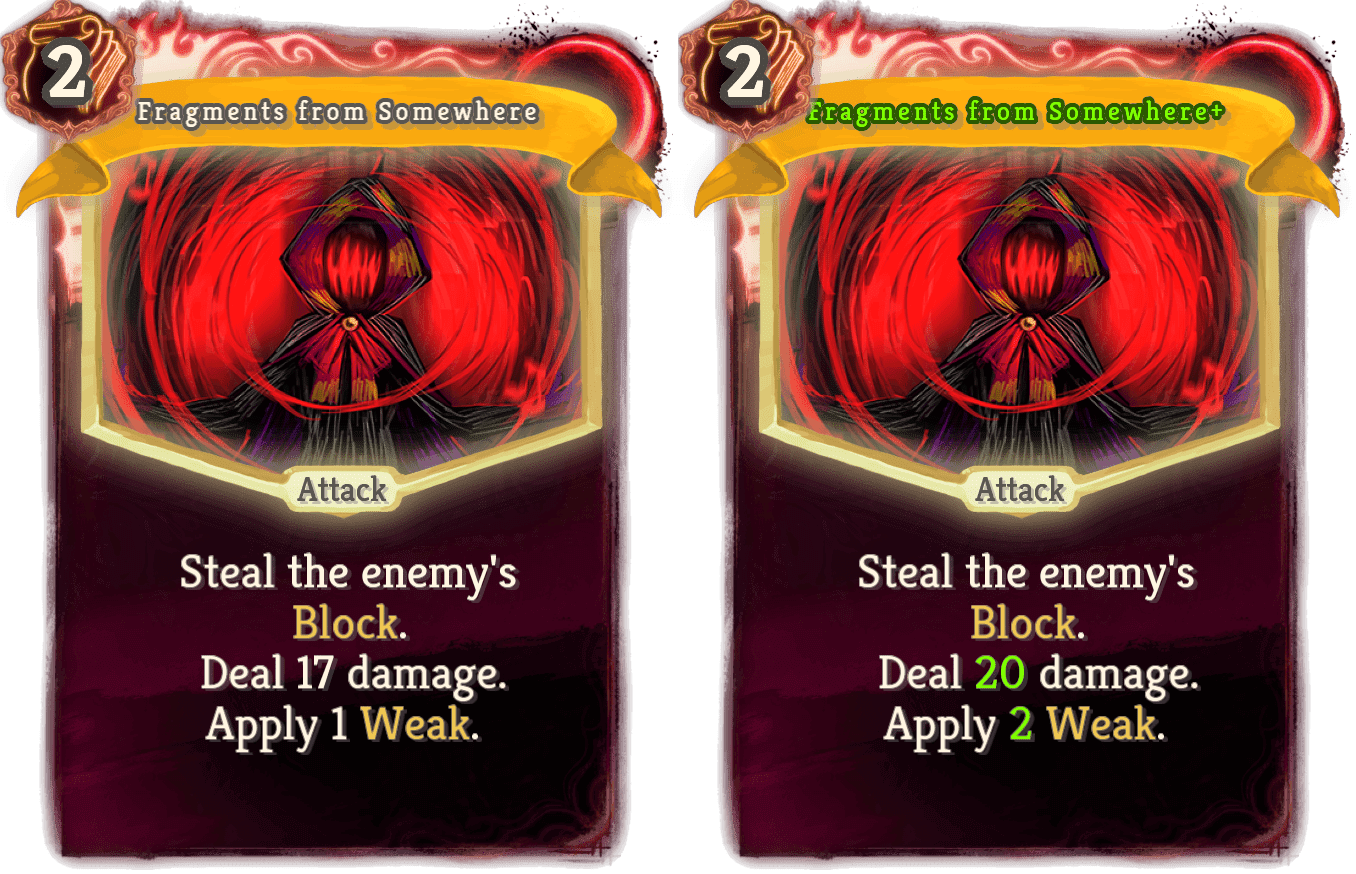 2
Fragments from Somewhere
Attack
Steal the enemy's
Block.
Deal 17 damage.
Apply 1 Weak.
2
Fragments from Somewhere+
Attack
Steal the enemy's
Block.
Deal 20 damage.
Apply 2 Weak.